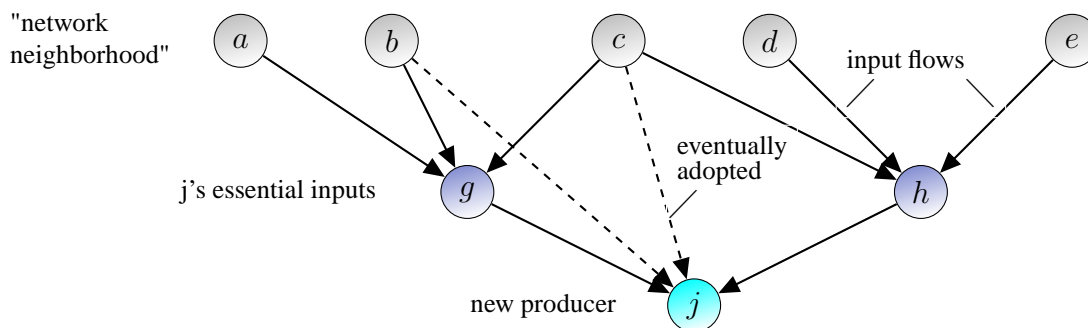 "network
neighborhood"
a
b
c
d
e
input flows
eventually
adopted
j's essential inputs
g
h
new producer
j